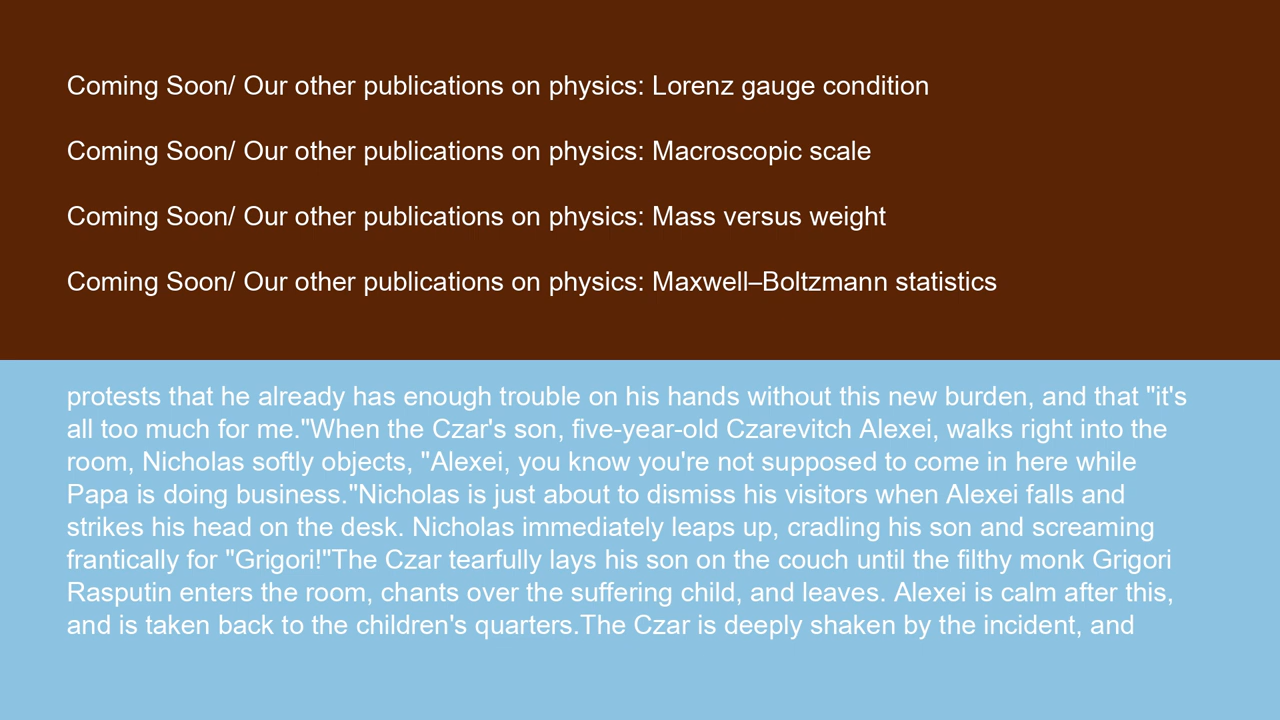 Coming Soon/ Our other publications on physics: Lorenz gauge condition
Coming Soon/ Our other publications on physics: Macroscopic scale
Coming Soon/ Our other publications on physics: Mass versus weight
Coming Soon/ Our other publications on physics: Maxwell–Boltzmann statistics
protests that he already has enough trouble on his hands without this new burden, and that "it's
all too much for me."When the Czar's son, five-year-old Czarevitch Alexei, walks right into the
room, Nicholas softly objects, "Alexei, you know you're not supposed to come in here while
Papa is doing business."Nicholas is just about to dismiss his visitors when Alexei falls and
strikes his head on the desk. Nicholas immediately leaps up, cradling his son and screaming
frantically for "Grigori!"The Czar tearfully lays his son on the couch until the filthy monk Grigori
Rasputin enters the room, chants over the suffering child, and leaves. Alexei is calm after this,
and is taken back to the children's quarters.The Czar is deeply shaken by the incident, and